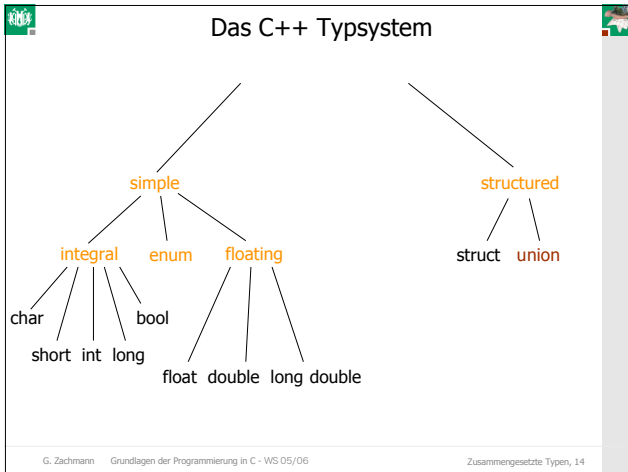 Das C++ Typsystem
simple structured
integral enum floating struct union
char bool
short int long
float double long double
G. Zachmann Grundlagen der Programmierung in C - WS 05/06 Zusammengesetzte Typen, 14